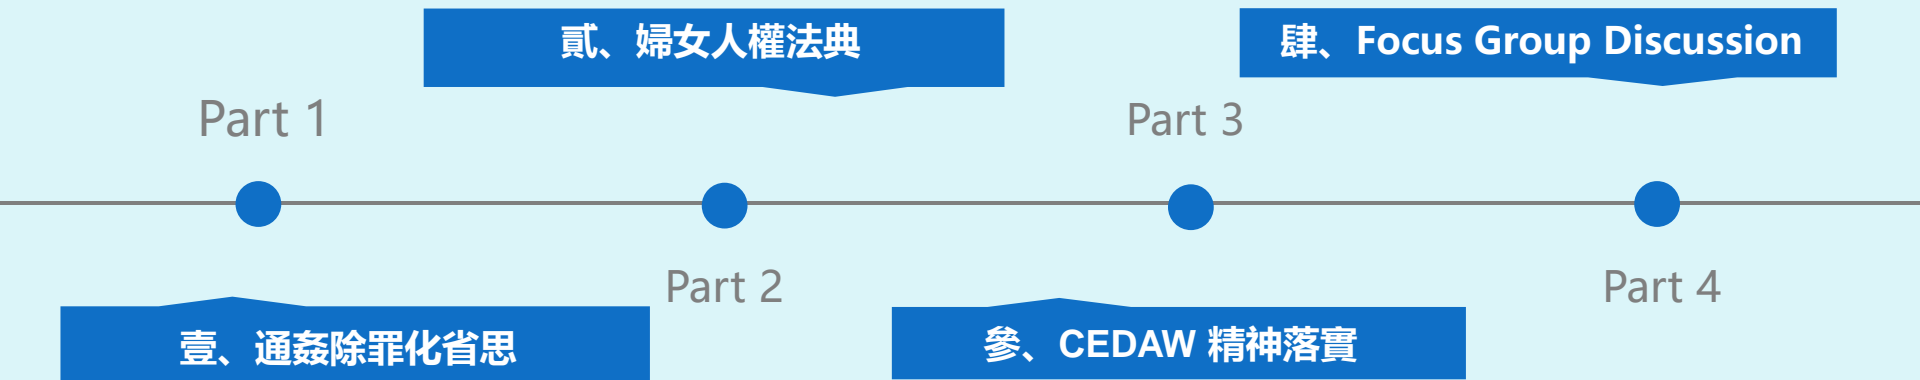 貳、婦女人權法典
肆、Focus Group Discussion
Part 1
Part 3
Part 2
Part 4
壹、通姦除罪化省思
參、CEDAW 精神落實